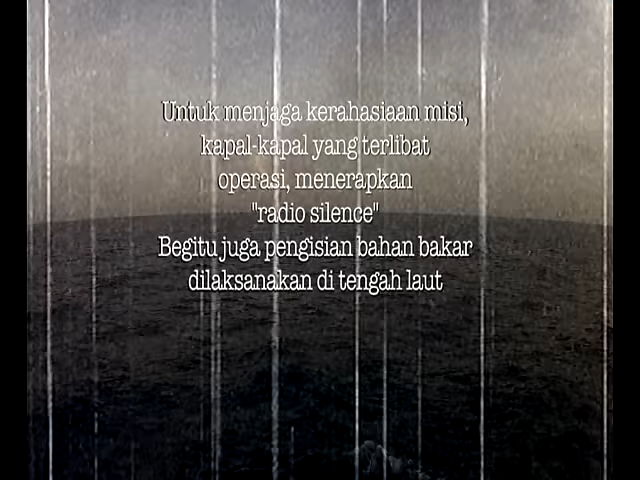 Untuk menjaga kerahasiaan misi,
kapal-kapal yang terlibat
operasi, menerapkan
"radio silence"
Begitu juga pengisian bahan bakar
dilaksanakan di tengah laut